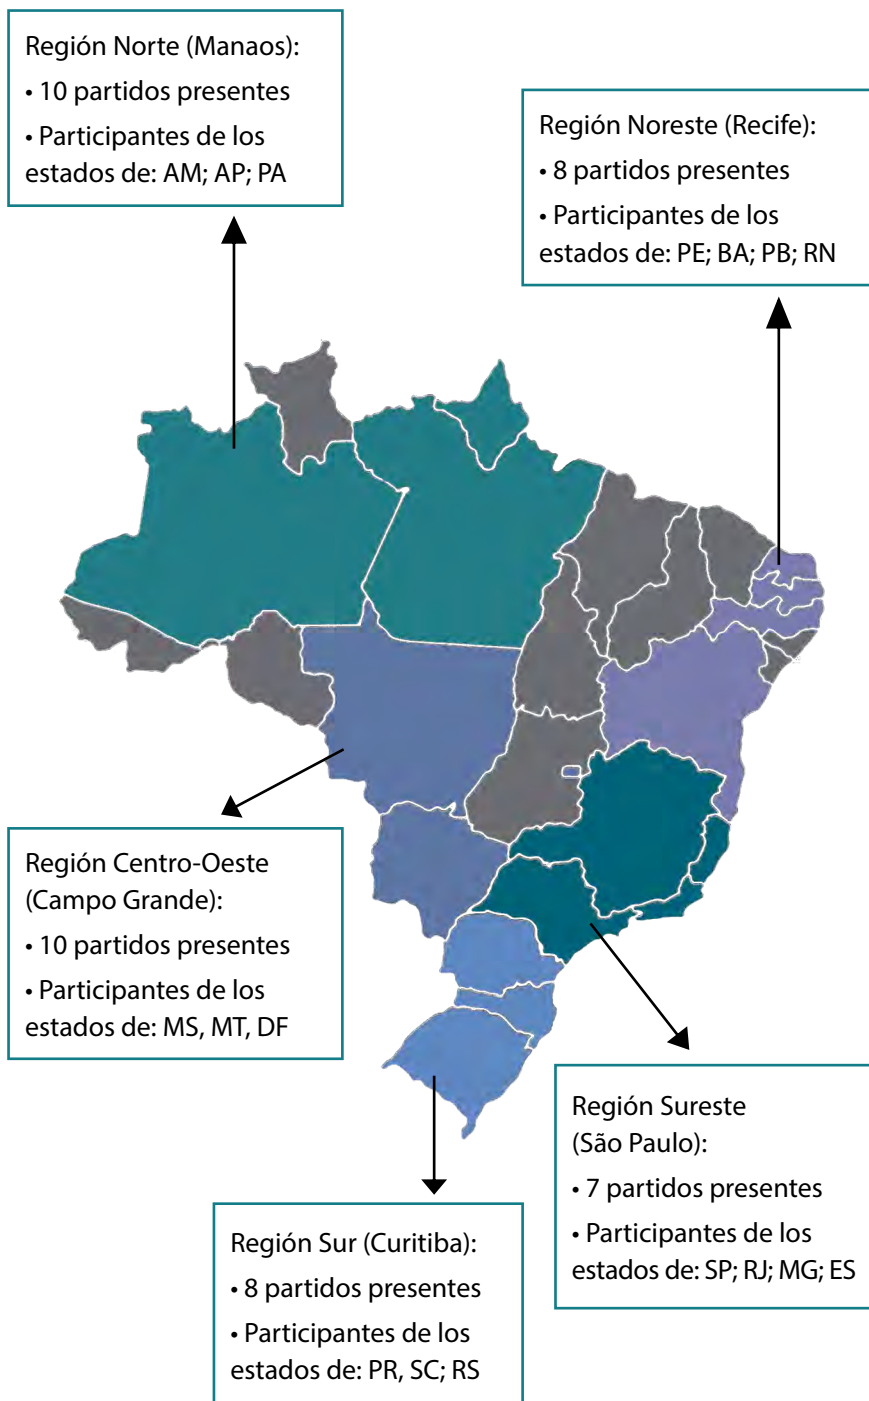 Región Norte (Manaos):
• 10 partidos presentes
• Participantes de los
estados de: AM; AP; PA
Región Noreste (Recife):
• 8 partidos presentes
• Participantes de los
estados de: PE; BA; PB; RN
Región Centro-Oeste
(Campo Grande):
• 10 partidos presentes
• Participantes de los
estados de: MS, MT, DF
Región Sureste
(São Paulo):
• 7 partidos presentes
• Participantes de los
estados de: SP; RJ; MG; ES
Región Sur (Curitiba):
• 8 partidos presentes
• Participantes de los
estados de: PR, SC; RS